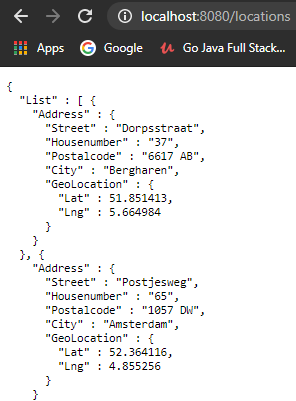 localhost:8080/locations
Google
Go Java Full Stack...
{
  "List" : [ {
    "Address" : {
      "Street" : "Dorpsstraat",
      "Housenumber" : "37",
      "Postalcode" : "6617 AB",
      "City" : "Bergharen",
      "GeoLocation" : {
        "Lat" : 51.851413,
        "Lng" : 5.664984
      }
    }
  }, {
    "Address" : {
      "Street" : "Postjesweg",
      "Housenumber" : "65",
      "Postalcode" : "1057 DW",
      "City" : "Amsterdam",
      "GeoLocation" : {
        "Lat" : 52.364116,
        "Lng" : 4.855256
      }
    }